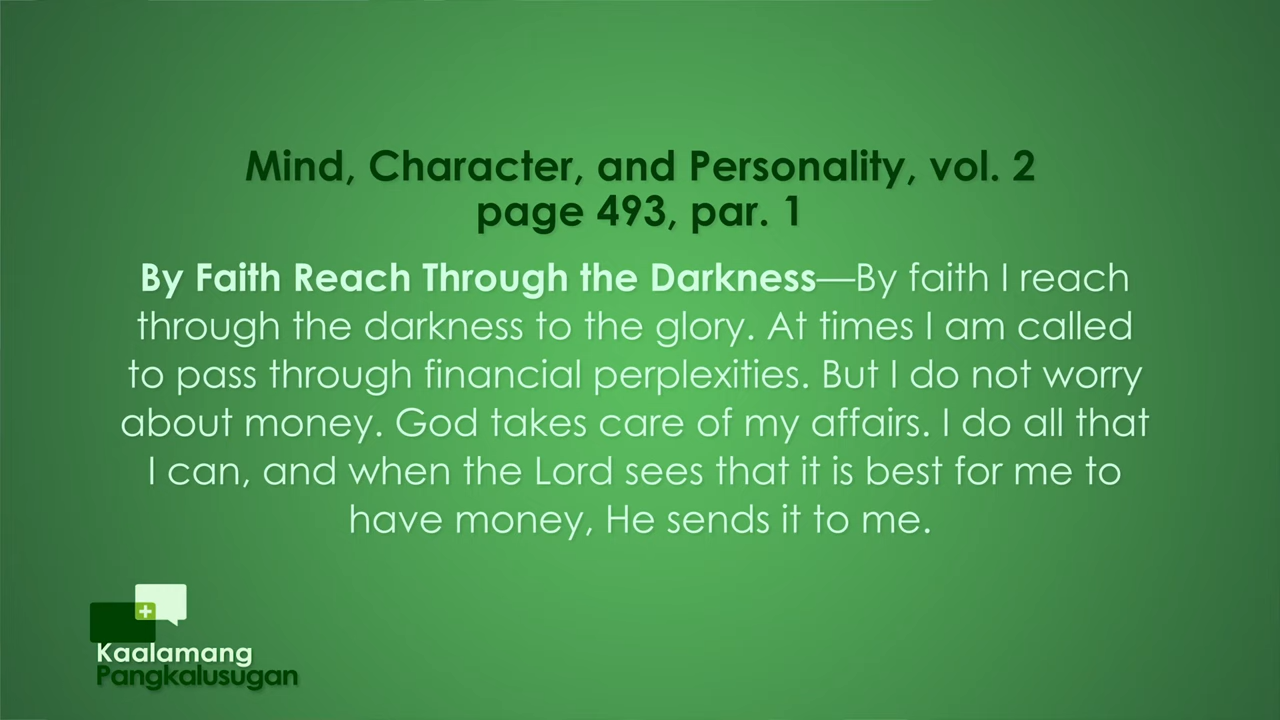 Mind, Character, and Personality, vol. 2
page 493, par. 1
By Faith Reach Through the Darkness—By faith I reach
through the darkness to the glory. At times I am called
to pass through financial perplexities. But I do not worry
about money. God takes care of my affairs. I do all that
I can, and when the Lord sees that it is best for me to
have money, He sends it to me.
Kaalamang
Pangkalusugan